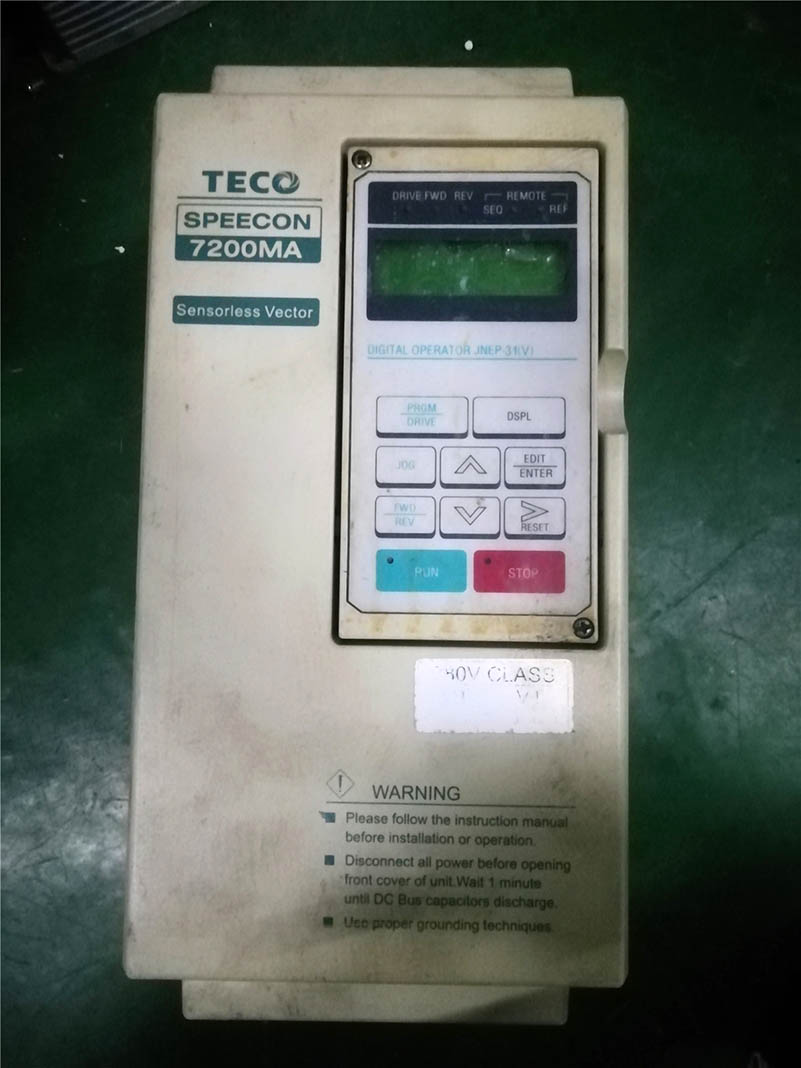 TECO
SPEECON
7200MA
Sensorless Vector
DRIVE FWD REV REMOTE
SEQ REF
DIGITAL OPERATOR JNEP-31(V)
PRGM
DRIVE
DSPL
JOG
EDIT
ENTER
FWD
REV
RESET
RUN
STOP
CLASS
WARNING
Please follow the instruction manual
before installation or operation.
Disconnect all power before opening
front cover of unit.Wait 1 minute
until DC Bus capacitors discharge.
Use proper grounding techniques.